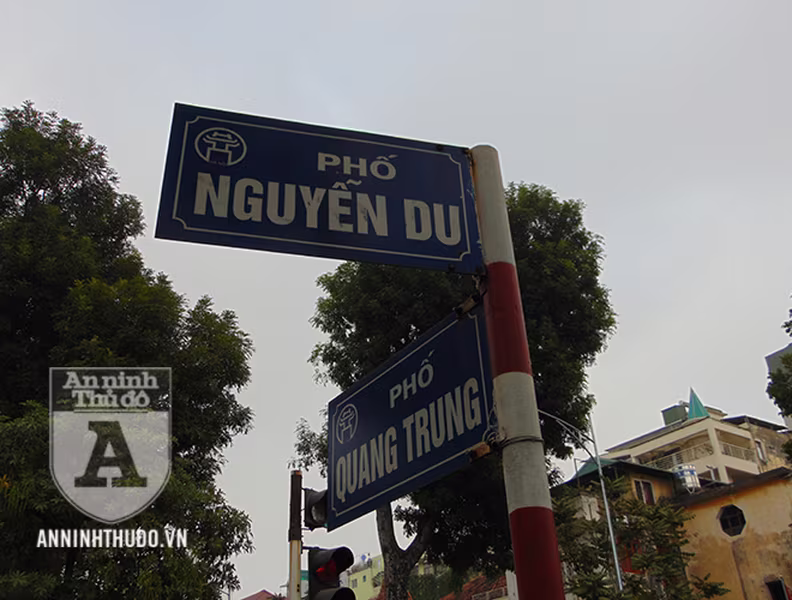 PHỐ
NGUYỄN DU
PHỐ
QUANG TRUNG
An ninh
Thủ đô
A
ANNINHTHUDO.VN